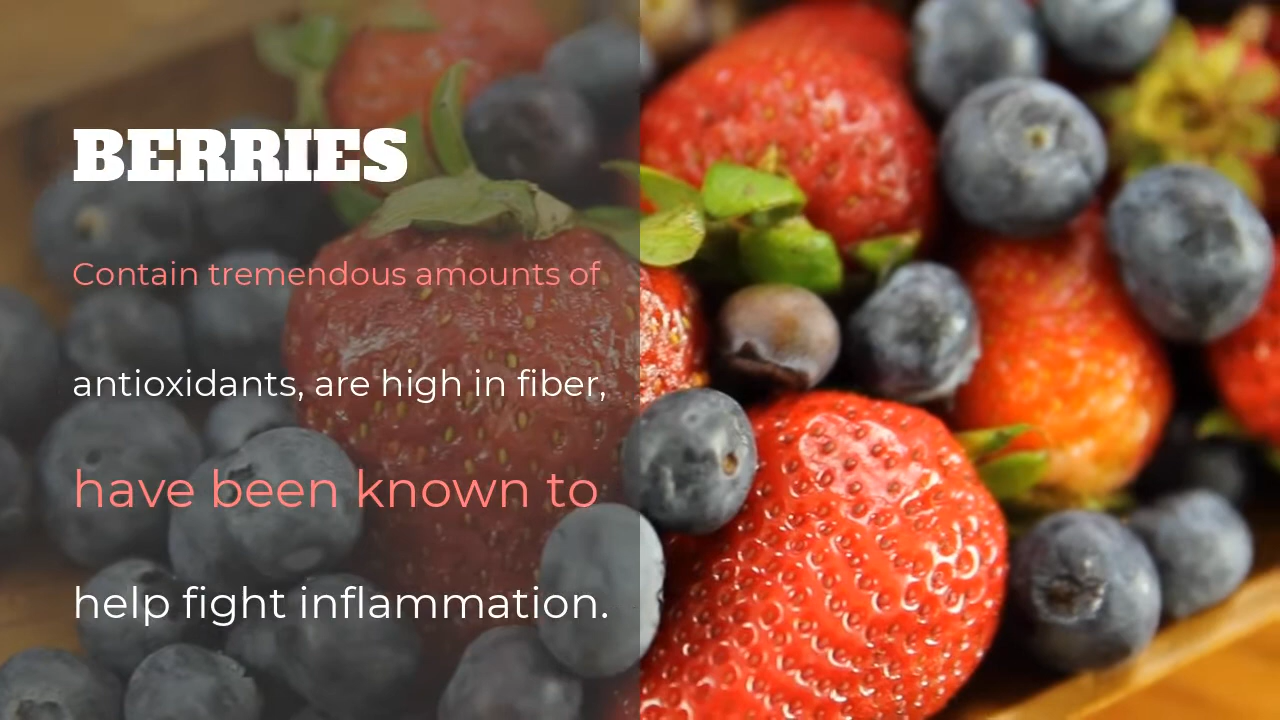 BERRIES
Contain tremendous amounts of
antioxidants, are high in fiber,
have been known to
help fight inflammation.